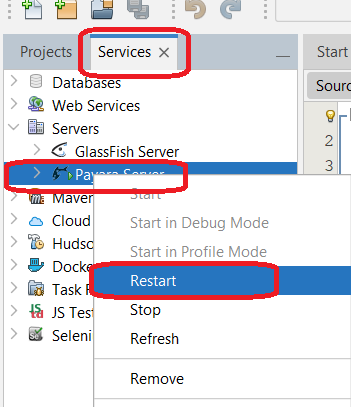 Projects Services Start
Sourc
Databases
Web Services
Servers
GlassFish Server
Payara Server
Maven
Start
Cloud
Start in Debug Mode
Hudso
Start in Profile Mode
Docke
Restart
Task R
Stop
JS Test
Refresh
Seleni
Remove
2
3